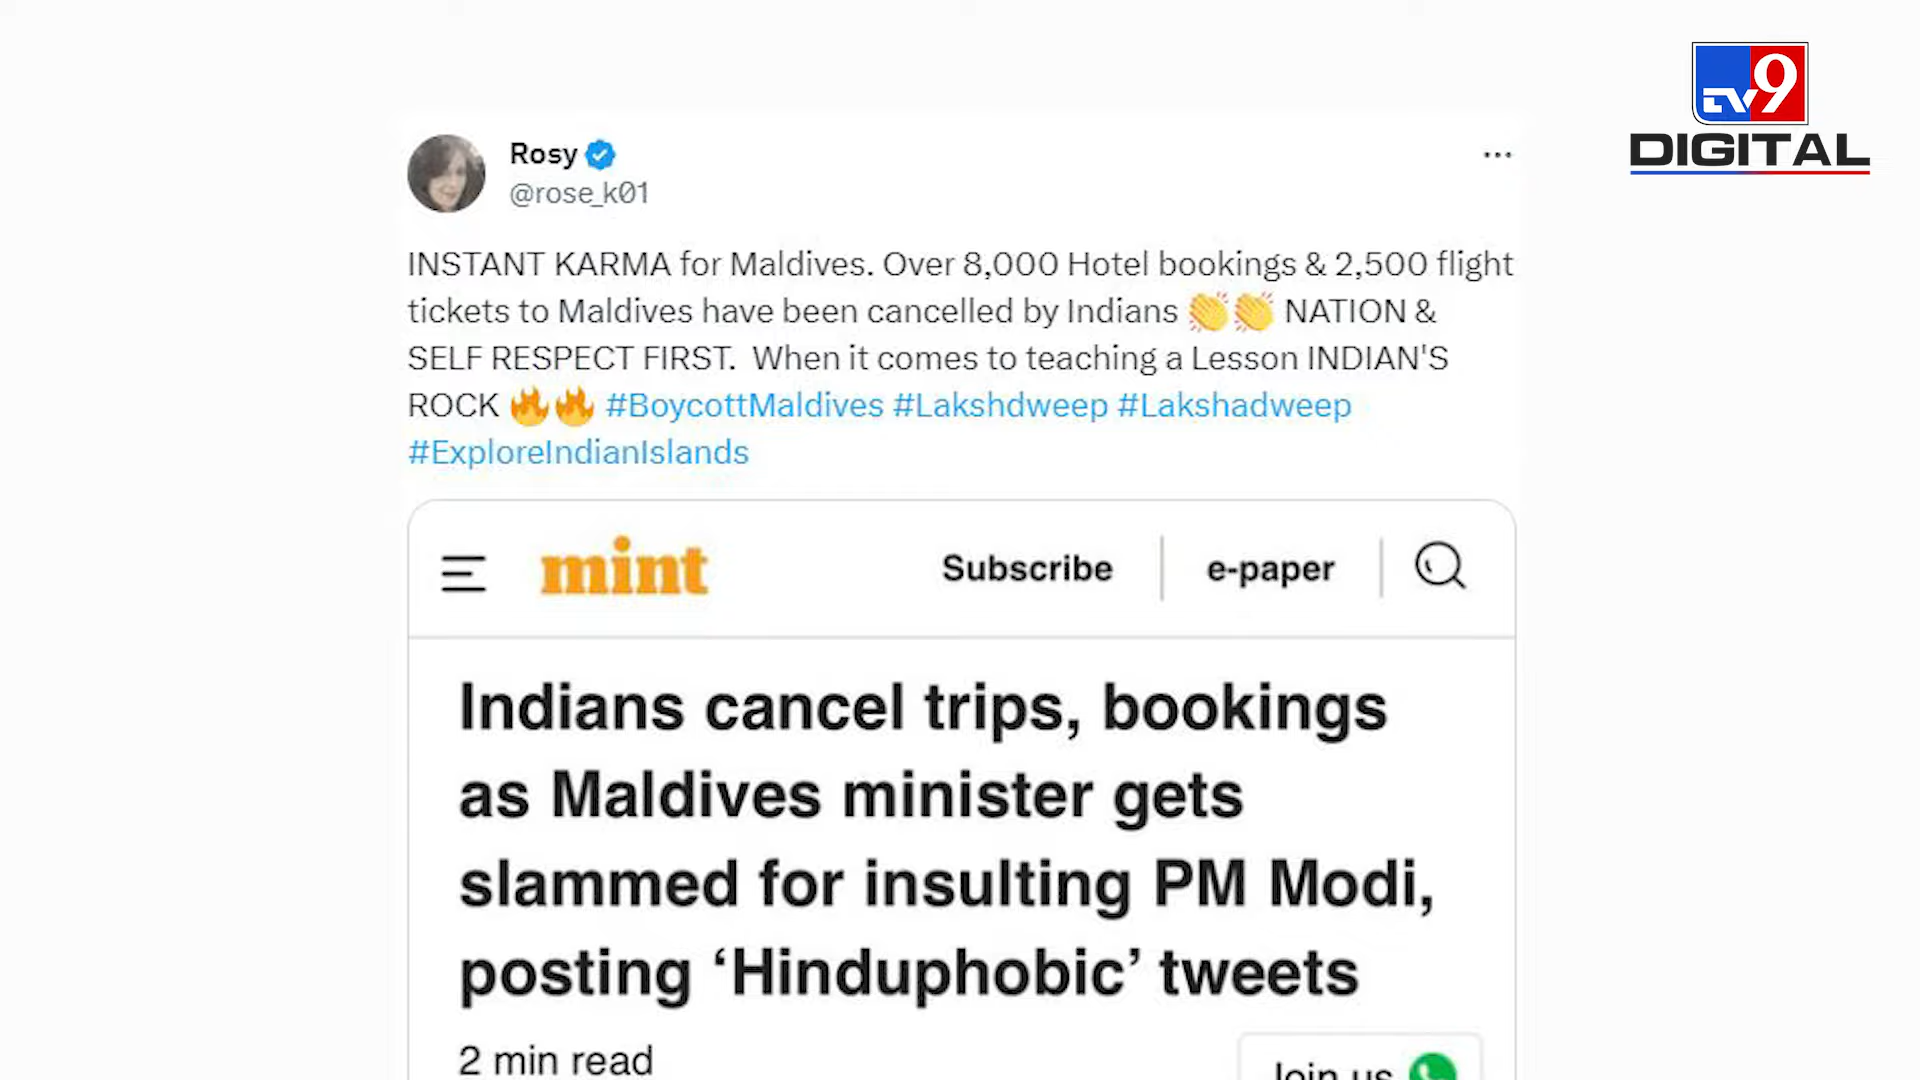 TV9
DIGITAL
Rosy
@rose_k01
INSTANT KARMA for Maldives. Over 8,000 Hotel bookings & 2,500 flight
tickets to Maldives have been cancelled by Indians 👏👏 NATION &
SELF RESPECT FIRST.  When it comes to teaching a Lesson INDIAN'S
ROCK 🔥🔥 #BoycottMaldives #Lakshdweep #Lakshadweep
#ExploreIndianIslands
mint
Subscribe
e-paper
Indians cancel trips, bookings
as Maldives minister gets
slammed for insulting PM Modi,
posting ‘Hinduphobic’ tweets
2 min read
Join us